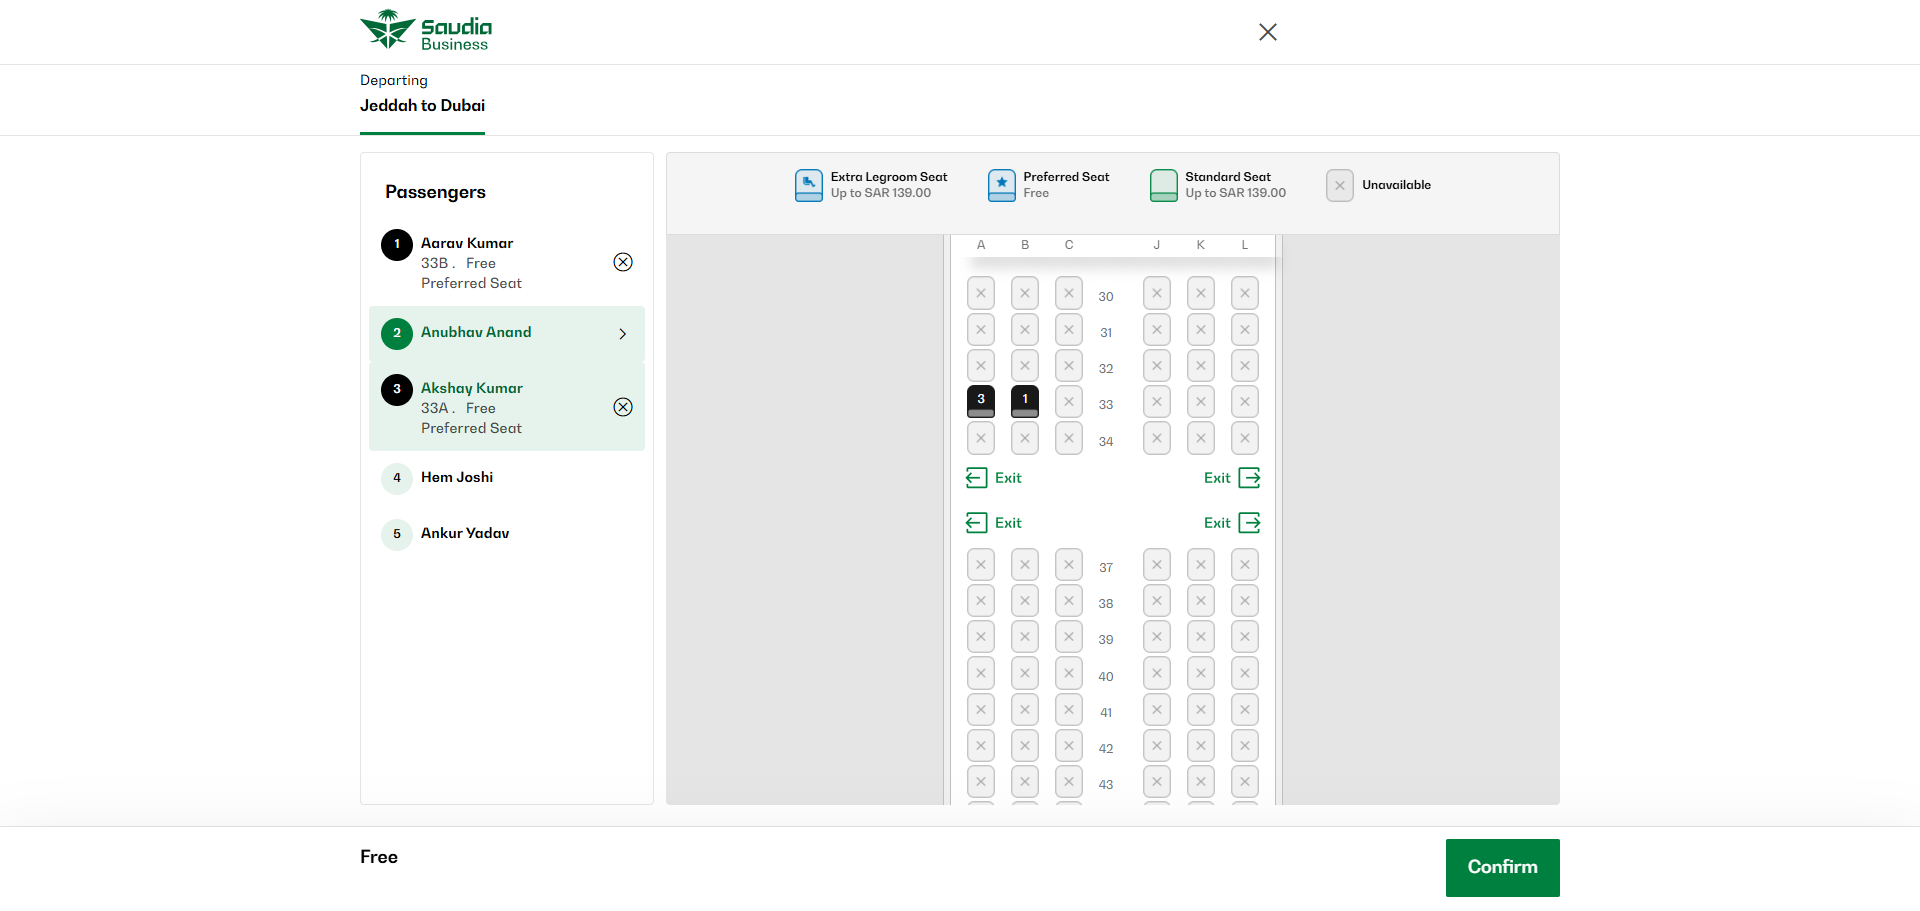 Saudia
Business
Departing
Jeddah to Dubai
Passengers
1 Aarav Kumar
33B . Free
Preferred Seat
2 Anubhav Anand
3 Akshay Kumar
33A . Free
Preferred Seat
4 Hem Joshi
5 Ankur Yadav
Extra Legroom Seat
Up to SAR 139.00
Preferred Seat
Free
Standard Seat
Up to SAR 139.00
Unavailable
A B C J K L
30
31
32
3 1 33
34
Exit Exit
Exit Exit
37
38
39
40
41
42
43
Free
Confirm